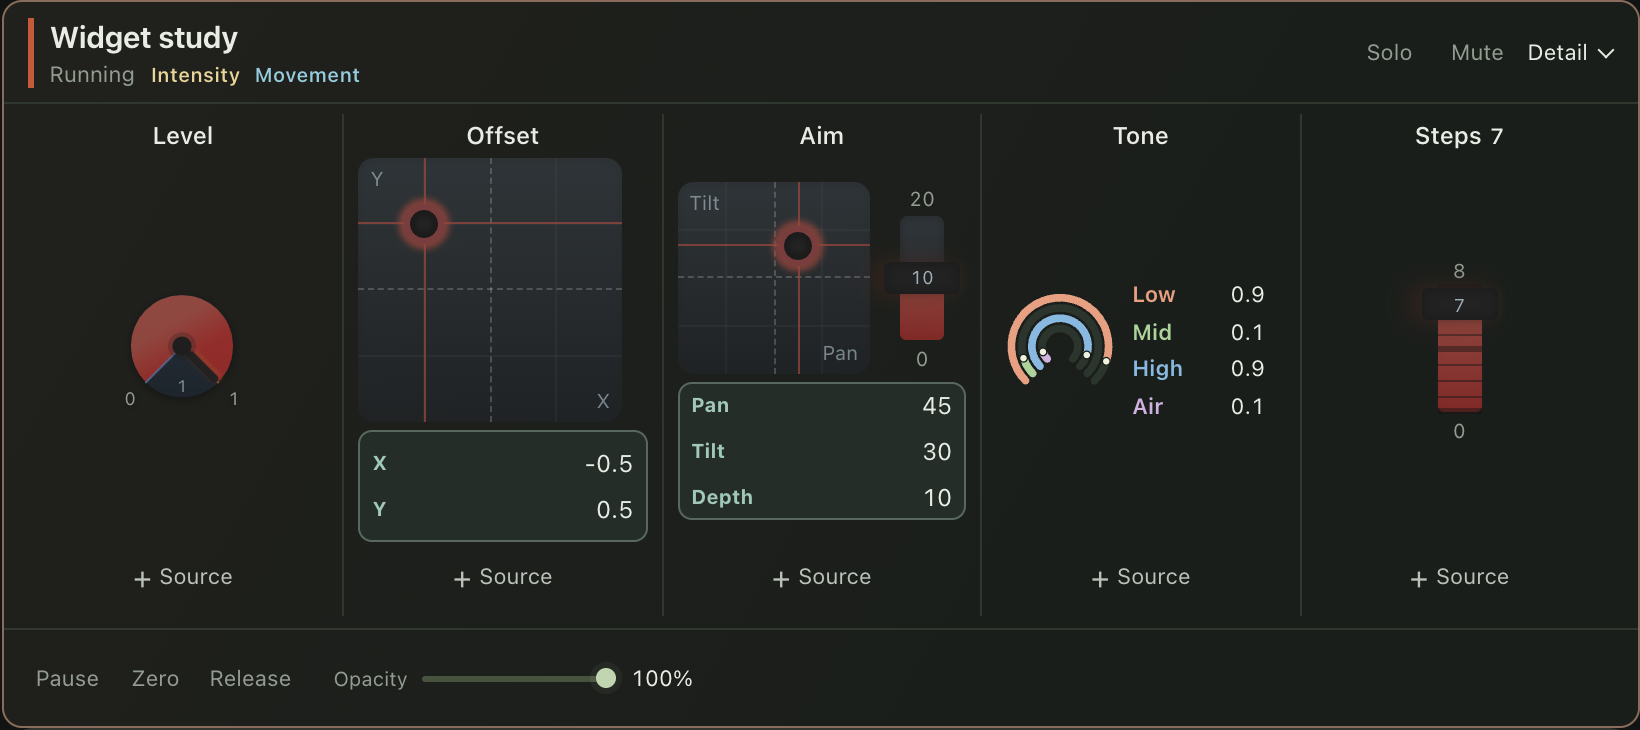 Widget study
Running Intensity Movement
Solo Mute Detail
Level
0 1 1
+ Source
Offset
Y
X
X -0.5
Y 0.5
+ Source
Aim
Tilt
Pan
20
10
0
Pan 45
Tilt 30
Depth 10
+ Source
Tone
Low 0.9
Mid 0.1
High 0.9
Air 0.1
+ Source
Steps 7
8
7
0
+ Source
Pause Zero Release Opacity 100%